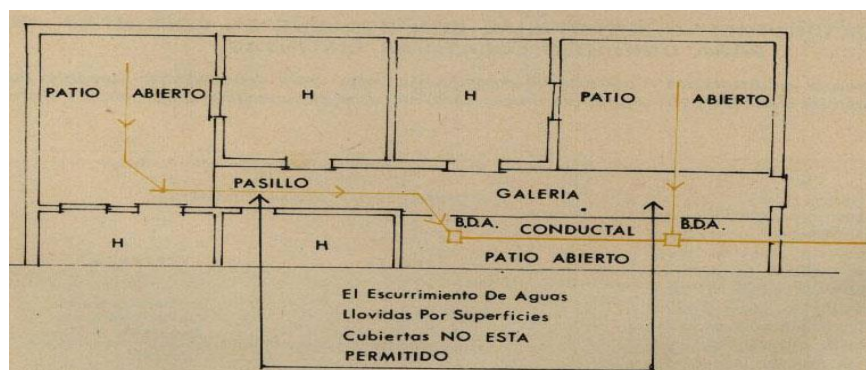 PATIO ABIERTO
H
H
PATIO ABIERTO
PASILLO
GALERIA
B.D.A.
CONDUCTAL
B.D.A.
H
H
PATIO ABIERTO
El Escurrimiento De Aguas
Llovidas Por Superficies
Cubiertas NO ESTA
PERMITIDO